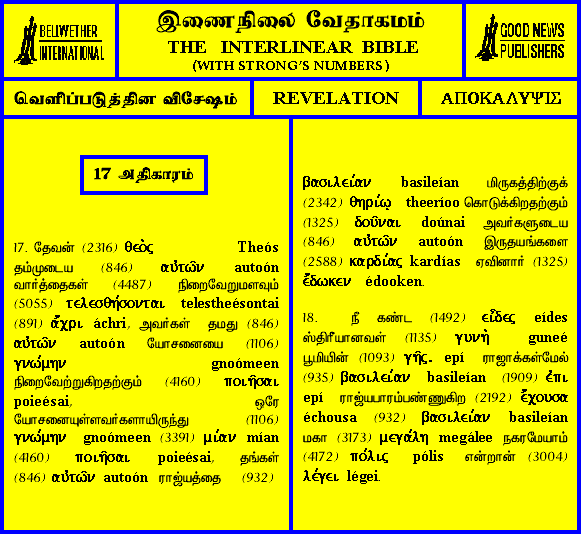 BELLWETHER
INTERNATIONAL
இணைநிலை வேதாகமம்
THE INTERLINEAR BIBLE
(WITH STRONG'S NUMBERS)
GOOD NEWS
PUBLISHERS
வெளிப்படுத்தின விசேஷம்
REVELATION
ΑΠΟΚΑΛΥΨΙΣ
17 அதிகாரம்
17. தேவன் (2316) θεὸς Theós
தம்முடைய (846) αὐτῶν autoón
வார்த்தைகள் (4487) நிறைவேறுமளவும்
(5055) τελεσθήσονται telestheésontai
(891) ἄχρι áchri, அவர்கள் தமது (846)
αὐτῶν autoón யோசனையை (1106)
γνώμην gnoómeen
நிறைவேற்றுகிறதற்கும் (4160) ποιῆσαι
poieésai, ஒரே
யோசனையுள்ளவர்களாயிருந்து (1106)
γνώμην gnoómeen (3391) μίαν mían
(4160) ποιῆσαι poieésai, தங்கள்
(846) αὐτῶν autoón ராஜ்யத்தை (932)
βασιλείαν basileían மிருகத்திற்குக்
(2342) θηρίῳ theeríoo கொடுக்கிறதற்கும்
(1325) δοῦναι doúnai அவர்களுடைய
(846) αὐτῶν autoón இருதயங்களை
(2588) καρδίας kardías ஏவினார் (1325)
ἔδωκεν édooken.
18. நீ கண்ட (1492) εἶδες eídes
ஸ்திரீயானவள் (1135) γυνὴ guneé
பூமியின் (1093) γῆς. epí ராஜாக்கள்மேல்
(935) βασιλείαν basileían (1909) ἐπι
epí ராஜ்யபாரம்பண்ணுகிற (2192) ἔχουσα
échousa (932) βασιλείαν basileían
மகா (3173) μεγάλη megálee நகரமேயாம்
(4172) πόλις pólis என்றான் (3004)
λέγει légei.